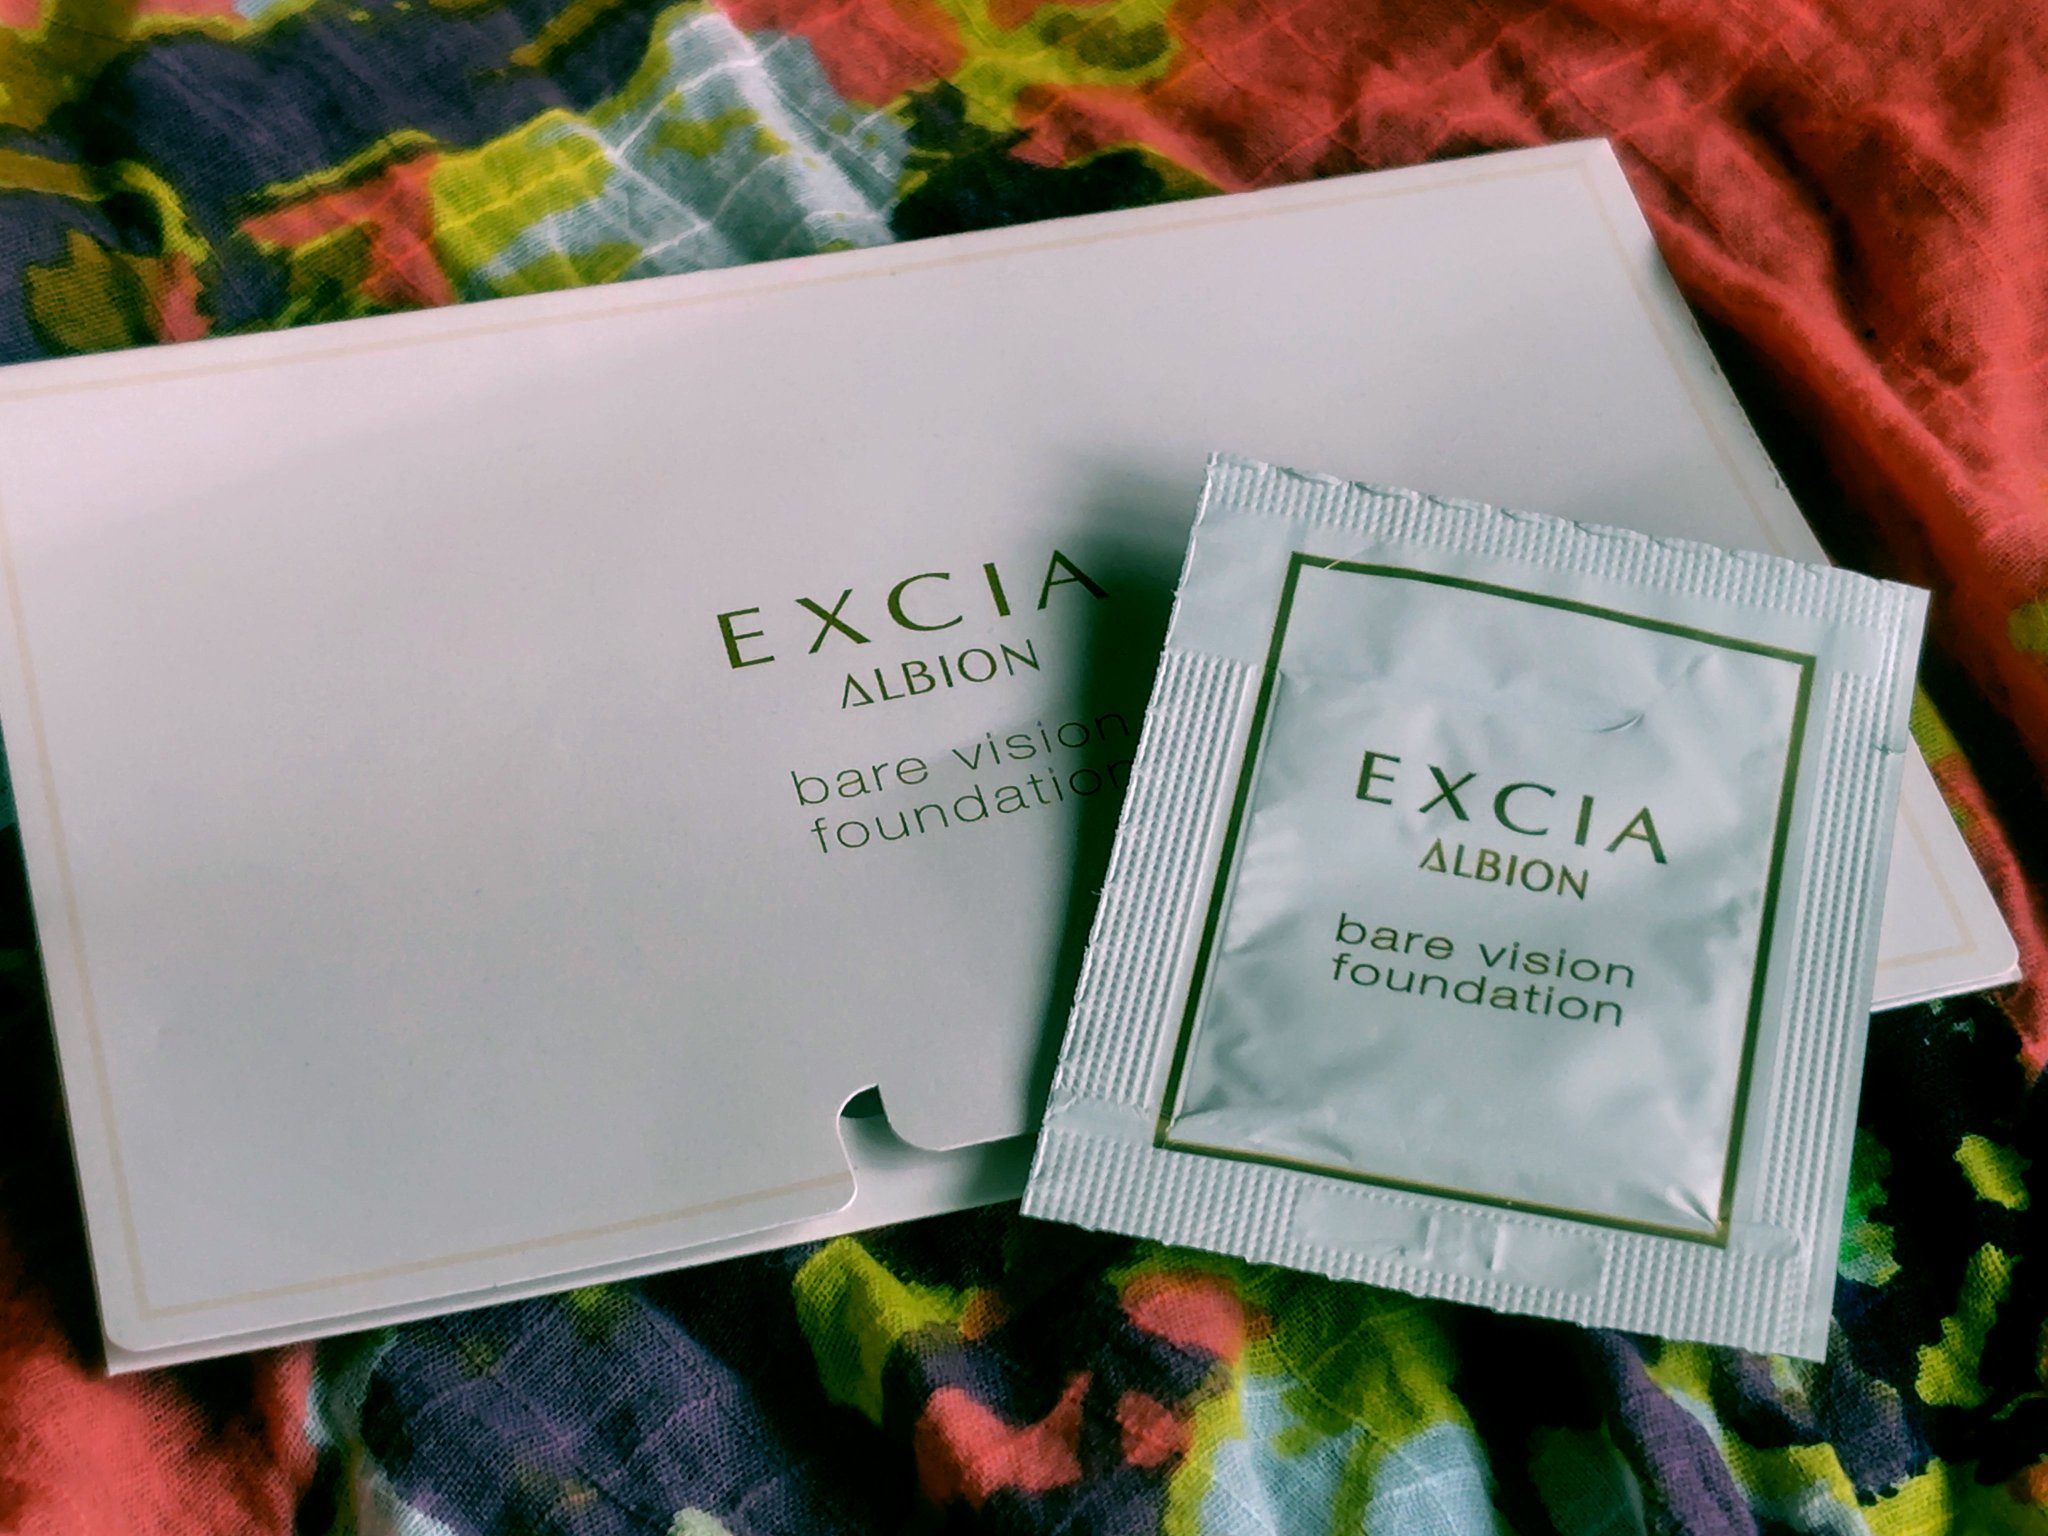 EXCIA
ALBION
bare vision
foundation
EXCIA
ALBION
bare vision
foundation